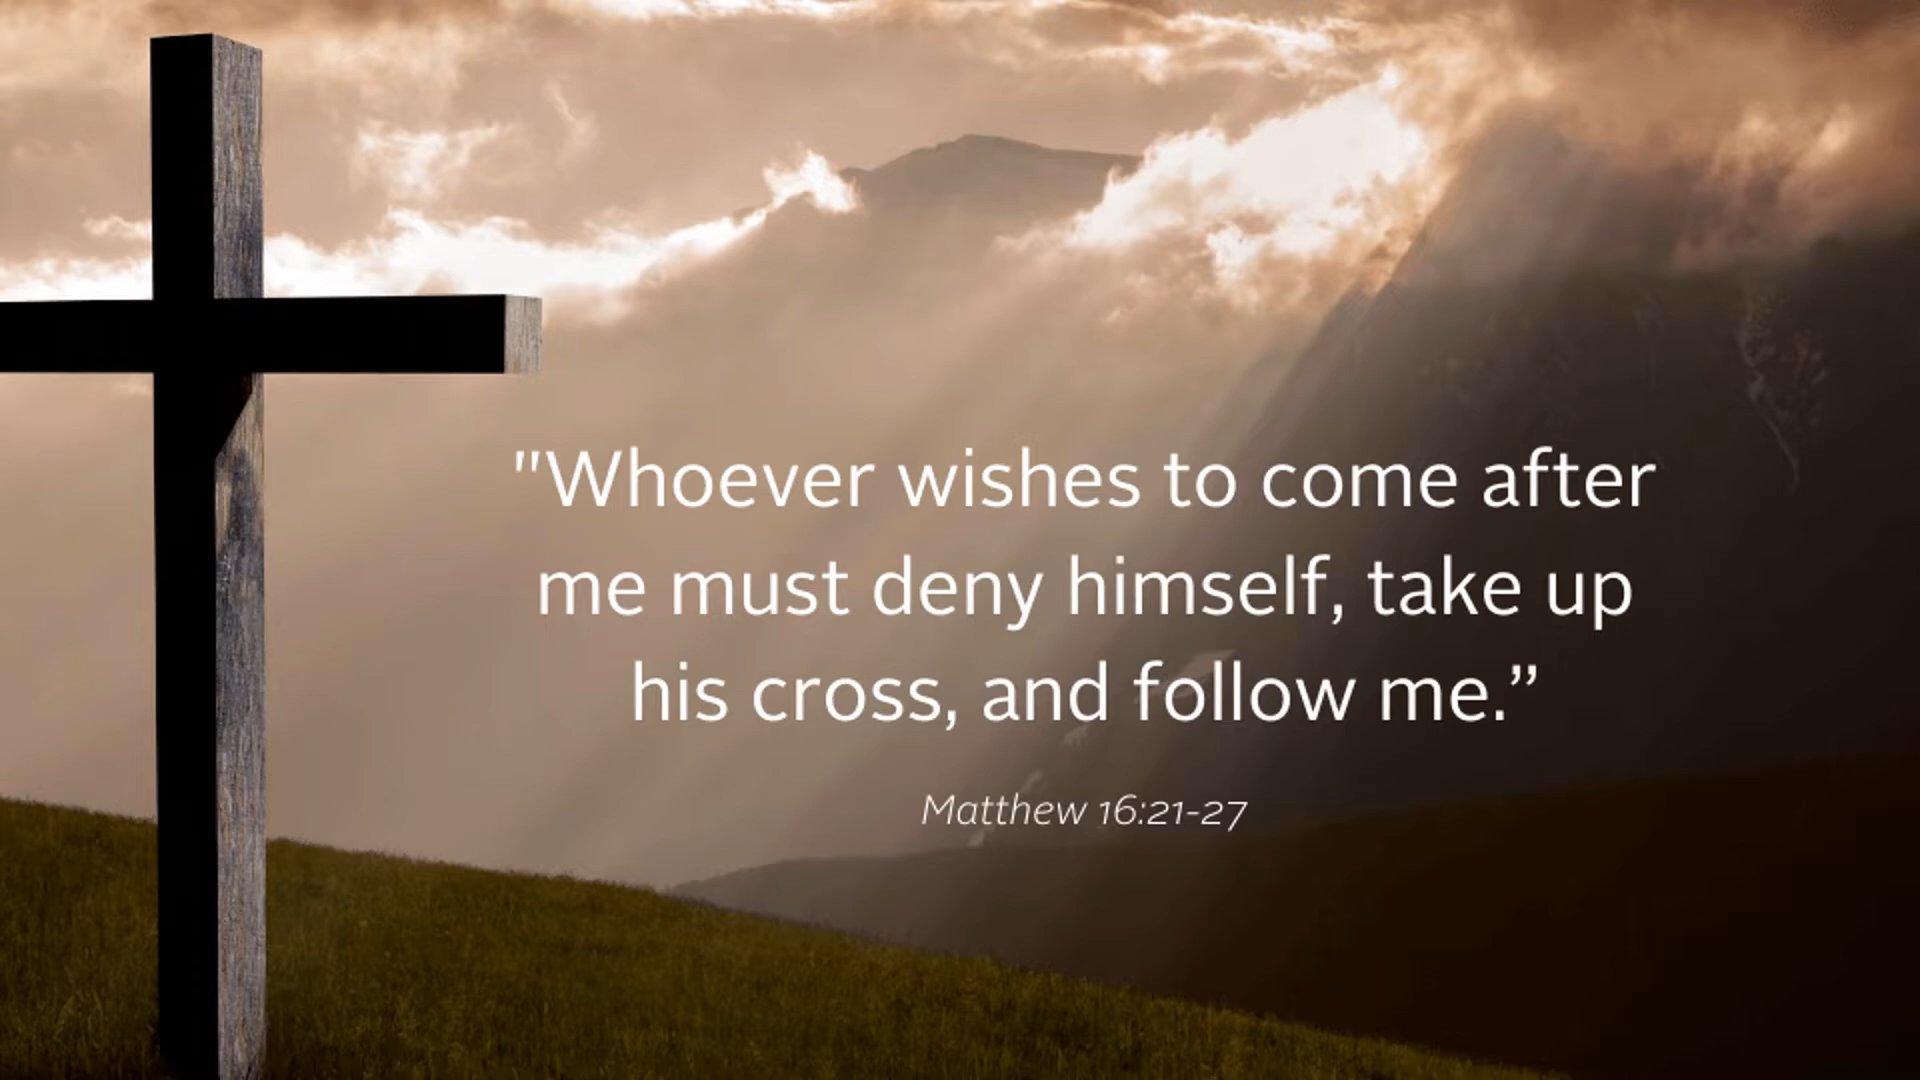 "Whoever wishes to come after
me must deny himself, take up
his cross, and follow me.”
Matthew 16:21-27